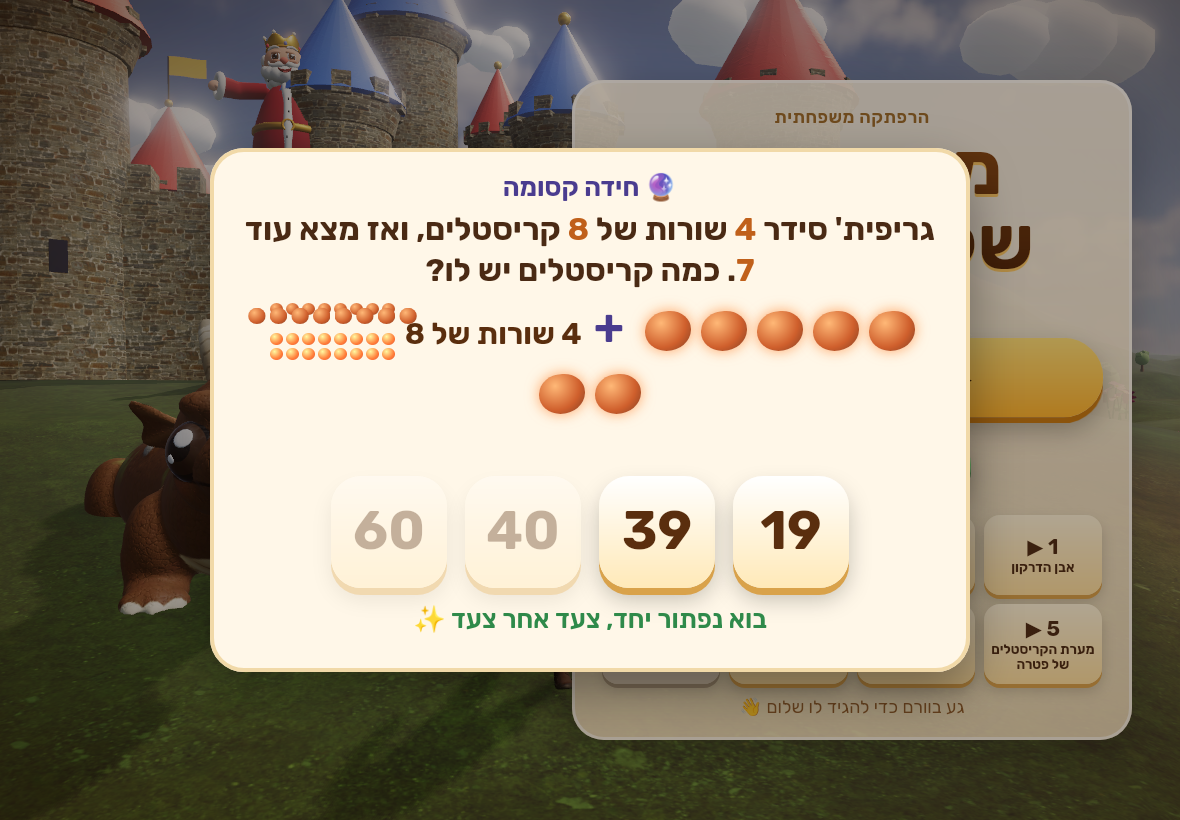 הרפתקה משפחתית
🔮 חידה קסומה
גריפית' סידר 4 שורות של 8 קריסטלים, ואז מצא עוד
7. כמה קריסטלים יש לו?
+ 4 שורות של 8
19 39 40 60
בוא נפתור יחד, צעד אחר צעד ✨
1 ▶
אבן הדרקון
5 ▶
מערת הקריסטלים
של פטרה
גע בוורם כדי להגיד לו שלום 👋